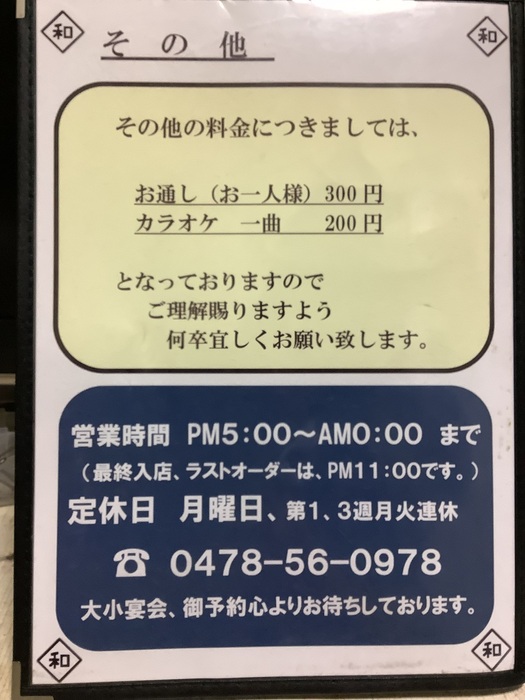 和
和
その他
その他の料金につきましては、
お通し（お一人様）300円
カラオケ　一曲　　200円
となっておりますので
ご理解賜りますよう
何卒宜しくお願い致します。
営業時間　PM5：00～AM0：00　まで
（最終入店、ラストオーダーは、PM11：00です。）
定休日　月曜日、第1、3週月火連休
☎ 0478-56-0978
大小宴会、御予約心よりお待ちしております。
和
和